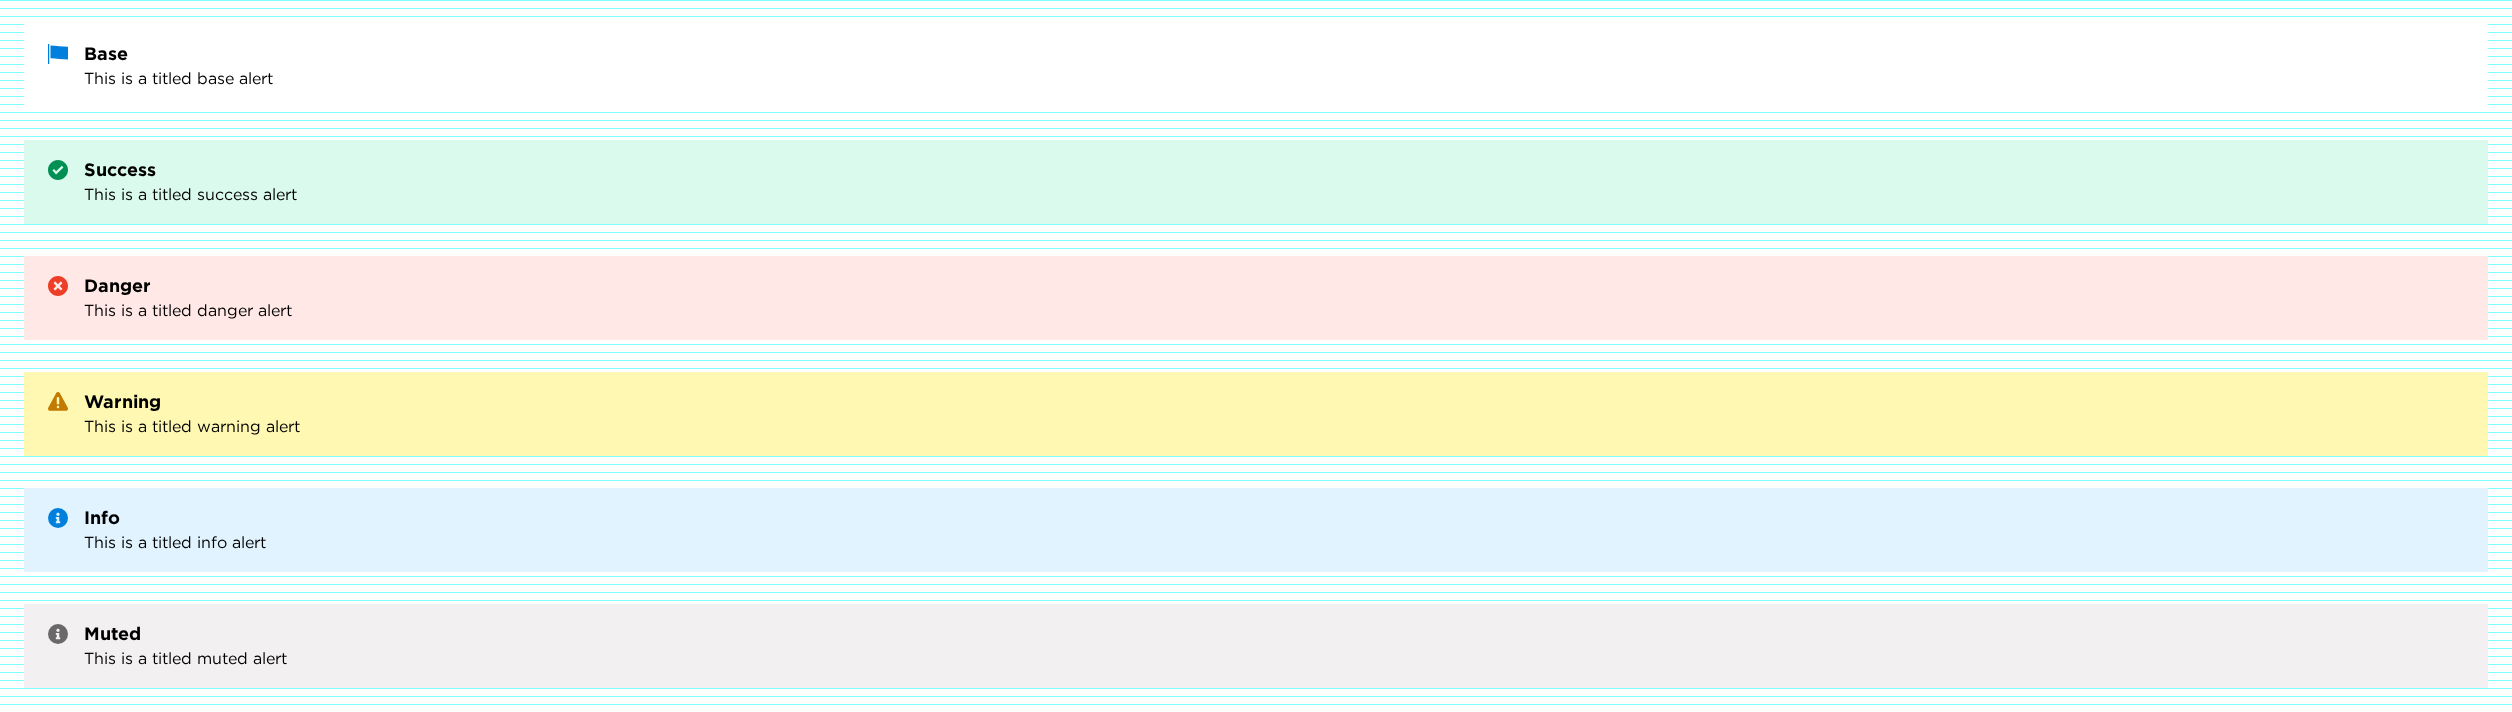 Base
This is a titled base alert
Success
This is a titled success alert
Danger
This is a titled danger alert
Warning
This is a titled warning alert
Info
This is a titled info alert
Muted
This is a titled muted alert